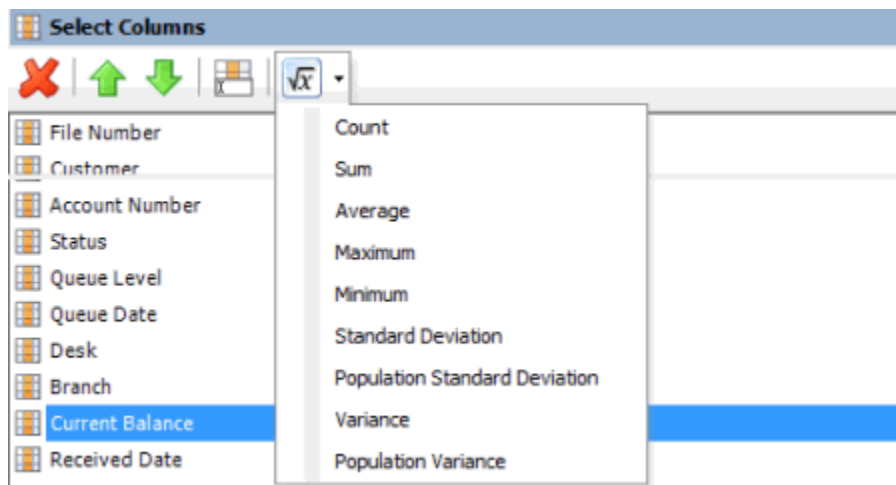 Select Columns
√x
File Number
Customer
Account Number
Status
Queue Level
Queue Date
Desk
Branch
Current Balance
Received Date
Count
Sum
Average
Maximum
Minimum
Standard Deviation
Population Standard Deviation
Variance
Population Variance